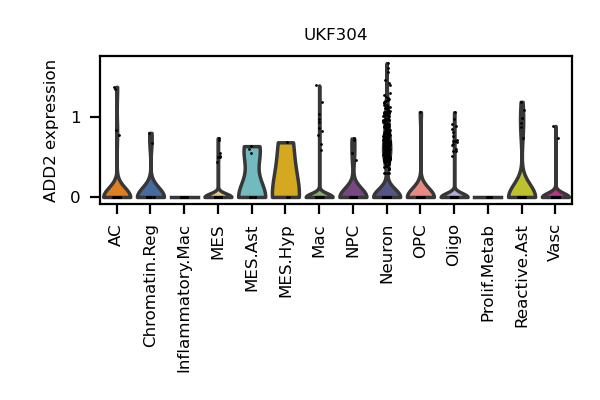 UKF304
ADD2 expression
1
0
AC
Chromatin.Reg
Inflammatory.Mac
MES
MES.Ast
MES.Hyp
Mac
NPC
Neuron
OPC
Oligo
Prolif.Metab
Reactive.Ast
Vasc